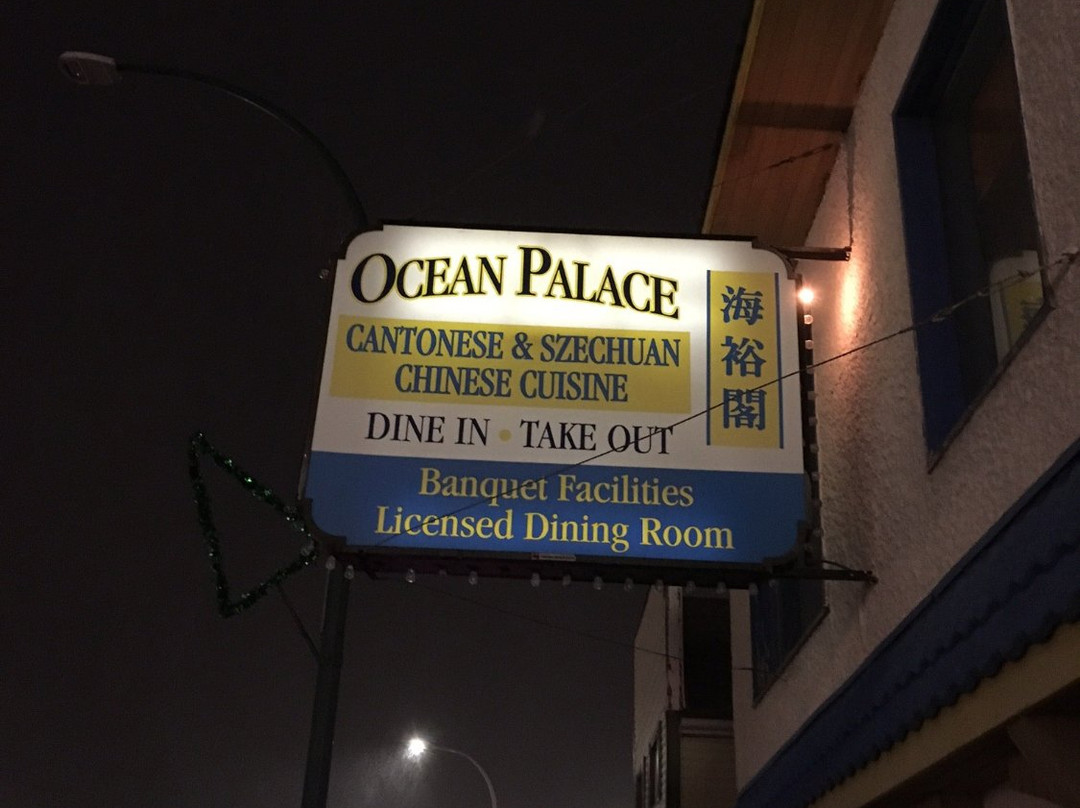 OCEAN PALACE
CANTONESE & SZECHUAN
CHINESE CUISINE
DINE IN • TAKE OUT
Banquet Facilities
Licensed Dining Room
海裕閣